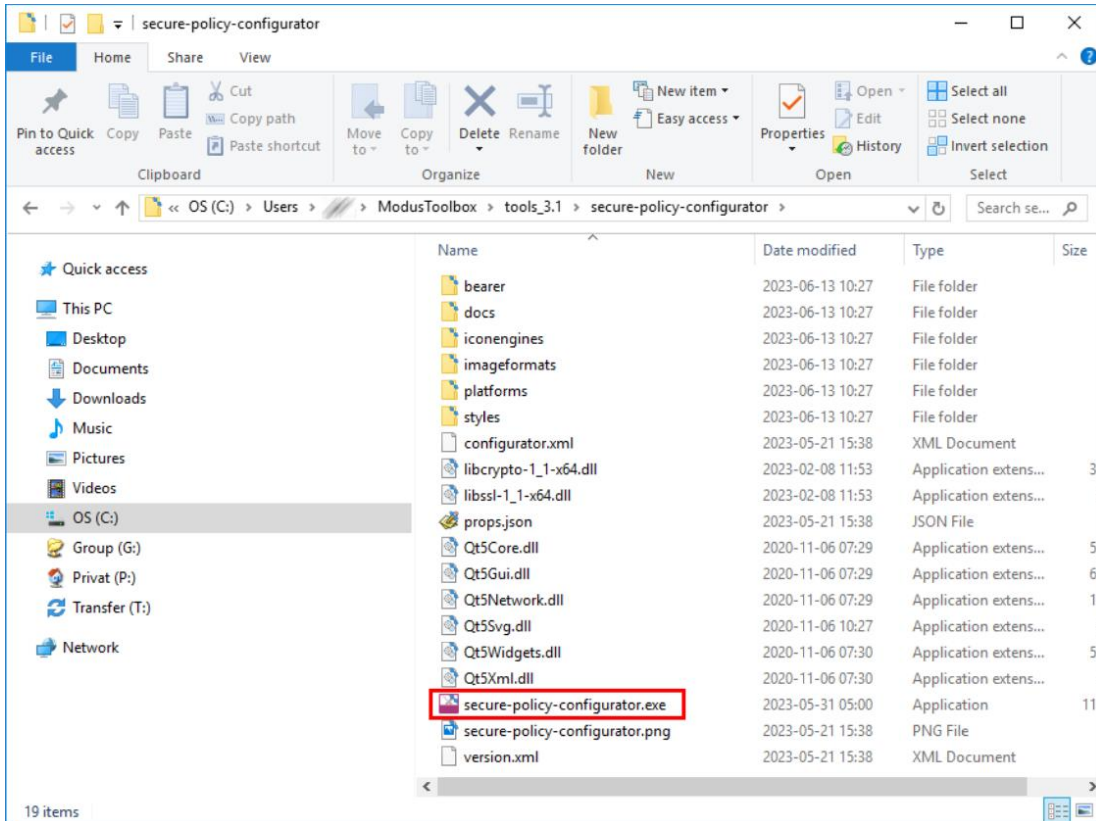 secure-policy-configurator
File Home Share View
Pin to Quick access
Copy
Paste
Cut
Copy path
Paste shortcut
Clipboard
Move to
Copy to
Delete
Rename
Organize
New folder
New item
Easy access
New
Properties
Open
Edit
History
Open
Select all
Select none
Invert selection
Select
« OS (C:) › Users › › ModusToolbox › tools_3.1 › secure-policy-configurator ›
Search se...
Quick access
This PC
Desktop
Documents
Downloads
Music
Pictures
Videos
OS (C:)
Group (G:)
Privat (P:)
Transfer (T:)
Network
Name Date modified Type Size
bearer 2023-06-13 10:27 File folder
docs 2023-06-13 10:27 File folder
iconengines 2023-06-13 10:27 File folder
imageformats 2023-06-13 10:27 File folder
platforms 2023-06-13 10:27 File folder
styles 2023-06-13 10:27 File folder
configurator.xml 2023-05-21 15:38 XML Document
libcrypto-1_1-x64.dll 2023-02-08 11:53 Application extens... 3
libssl-1_1-x64.dll 2023-02-08 11:53 Application extens...
props.json 2023-05-21 15:38 JSON File
Qt5Core.dll 2020-11-06 07:29 Application extens... 5
Qt5Gui.dll 2020-11-06 07:29 Application extens... 6
Qt5Network.dll 2020-11-06 07:29 Application extens... 1
Qt5Svg.dll 2020-11-06 10:27 Application extens...
Qt5Widgets.dll 2020-11-06 07:30 Application extens... 5
Qt5Xml.dll 2020-11-06 07:30 Application extens...
secure-policy-configurator.exe 2023-05-31 05:00 Application 11
secure-policy-configurator.png 2023-05-21 15:38 PNG File
version.xml 2023-05-21 15:38 XML Document
19 items